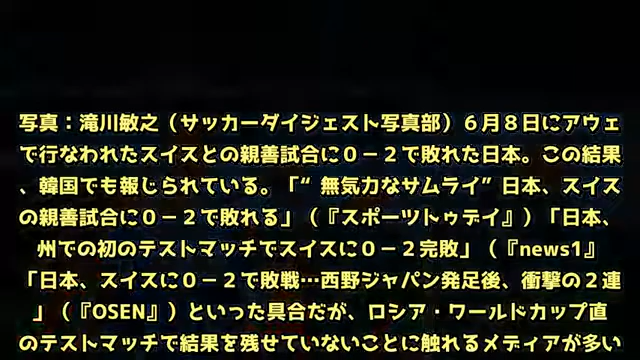 写真：滝川敏之（サッカーダイジェスト写真部）６月８日にアウェ
で行なわれたスイスとの親善試合に０－２で敗れた日本。この結果
、韓国でも報じられている。「“ 無気力なサムライ” 日本、スイス
の親善試合に０－２で敗れる」（『スポーツトゥデイ』）「日本、
州での初のテストマッチでスイスに０－２完敗」（『news1』
「日本、スイスに０－２で敗戦…西野ジャパン発足後、衝撃の２連
」（『OSEN』）といった具合だが、ロシア・ワールドカップ直
のテストマッチで結果を残せていないことに触れるメディアが多い